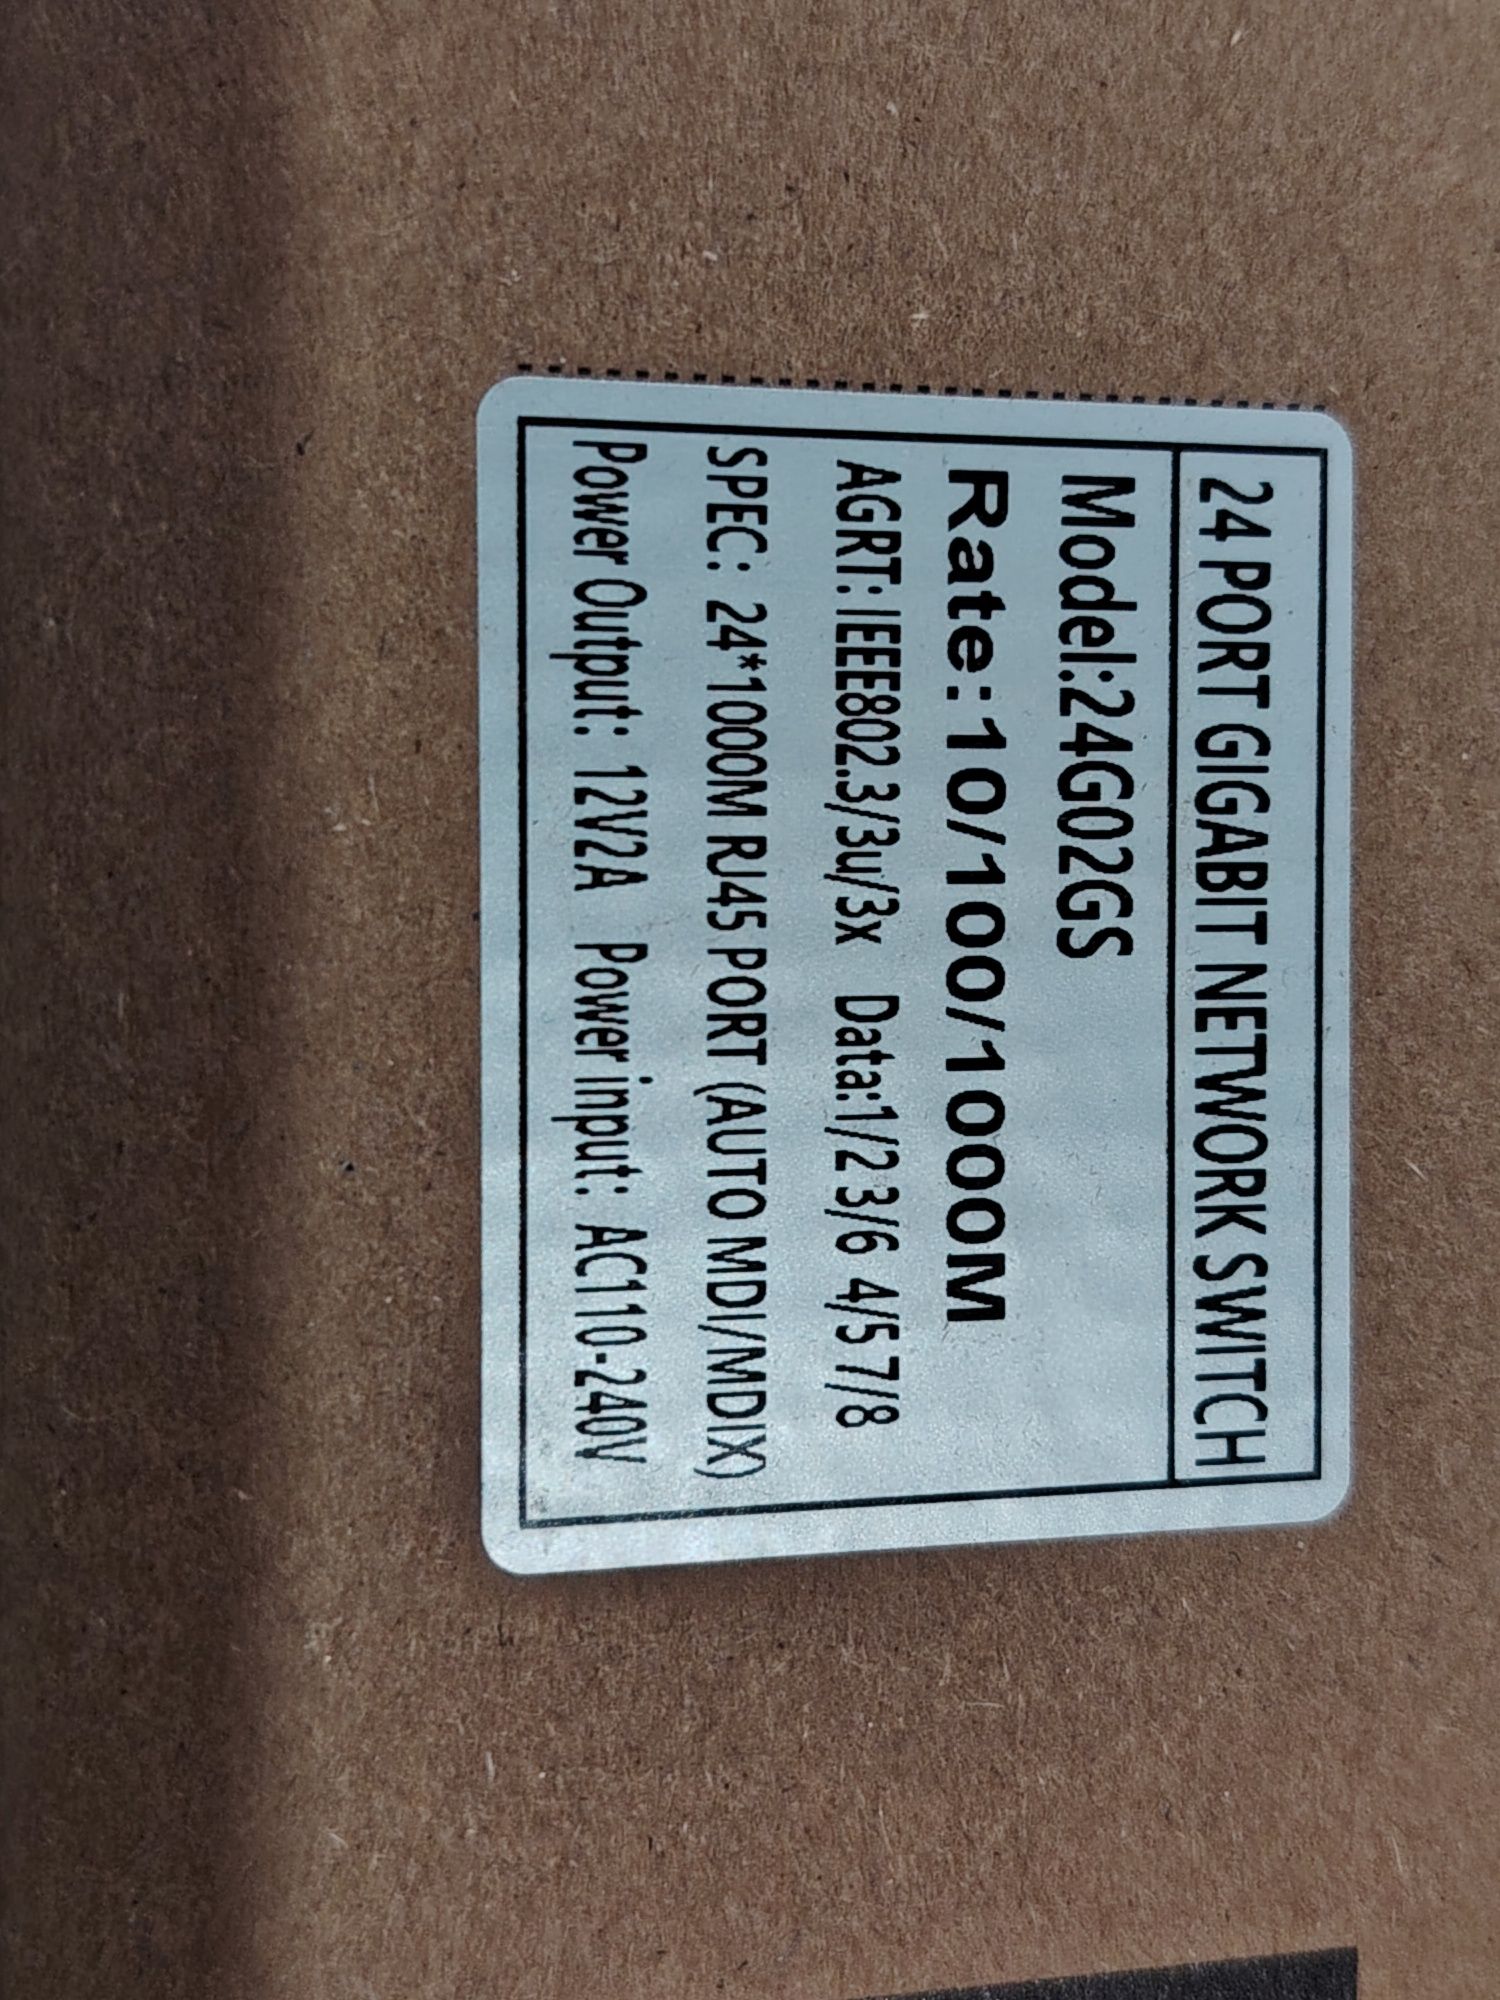 24 PORT GIGABIT NETWORK SWITCH
Model:24G02GS
Rate:10/100/1000M
AGRT:IEEE802.3/3u/3x Data:1/2 3/6 4/5 7/8
SPEC: 24*1000M RJ45 PORT (AUTO MDI/MDIX)
Power Output: 12V2A Power input: AC110-240V